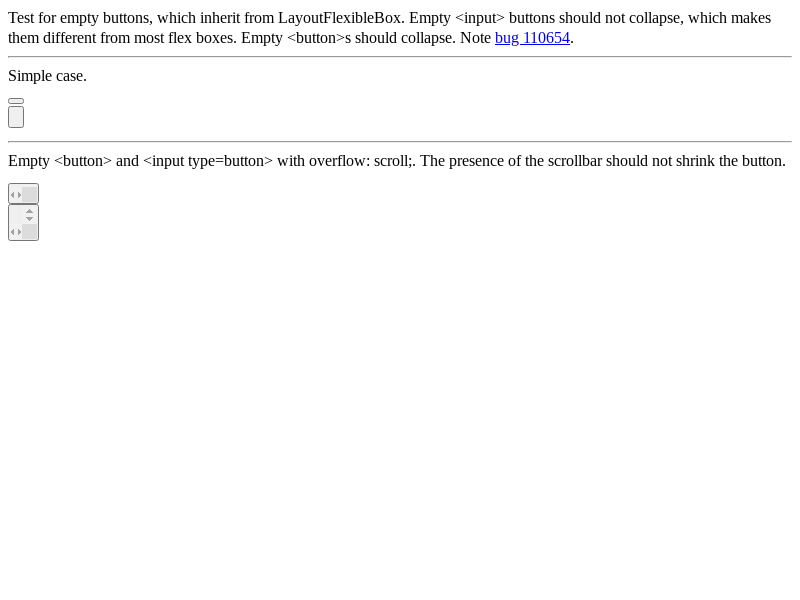 Test for empty buttons, which inherit from LayoutFlexibleBox. Empty <input> buttons should not collapse, which makes
them different from most flex boxes. Empty <button>s should collapse. Note bug 110654.
Simple case.
Empty <button> and <input type=button> with overflow: scroll;. The presence of the scrollbar should not shrink the button.